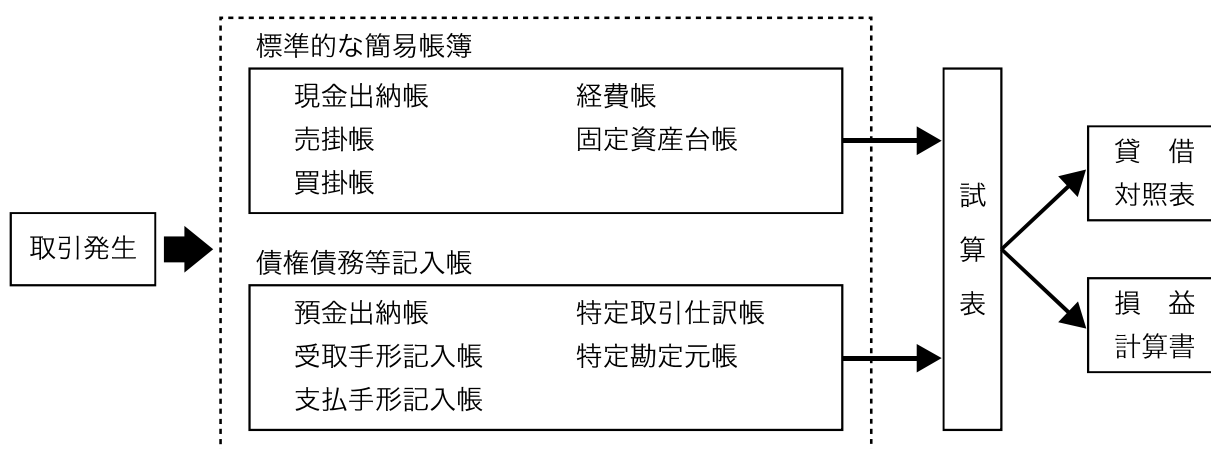 取引発生
標準的な簡易帳簿
現金出納帳
売掛帳
買掛帳
経費帳
固定資産台帳
債権債務等記入帳
預金出納帳
受取手形記入帳
支払手形記入帳
特定取引仕訳帳
特定勘定元帳
試算表
貸　借
対照表
損　益
計算書